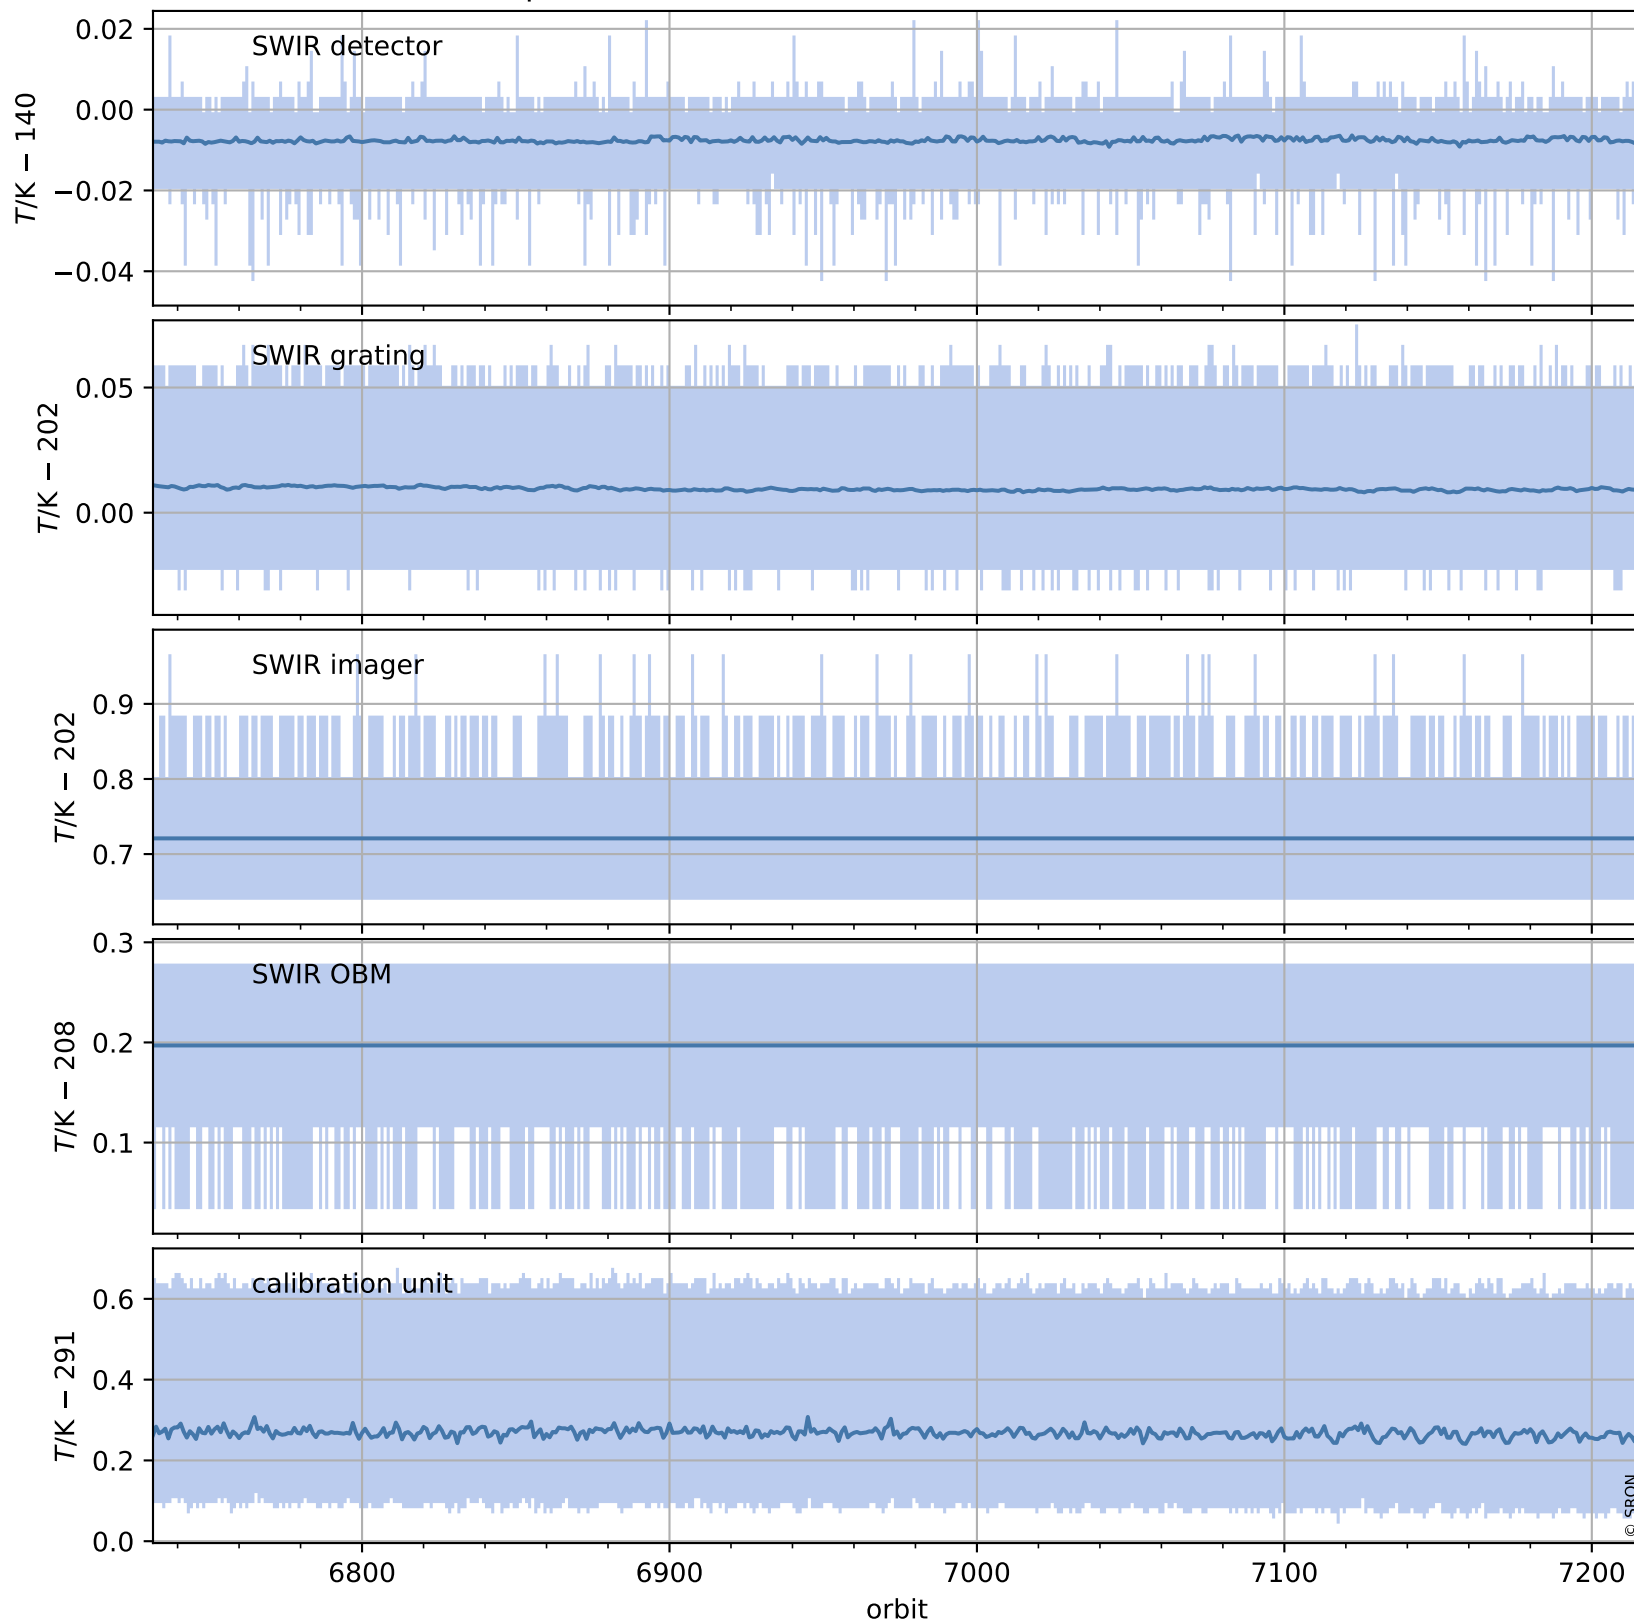 0.02
0.00
−0.02
−0.04
T/K − 140
SWIR detector
0.05
0.00
T/K − 202
SWIR grating
0.9
0.8
0.7
T/K − 202
SWIR imager
0.3
0.2
0.1
T/K − 208
SWIR OBM
0.6
0.4
0.2
0.0
T/K − 291
calibration unit
© SRON
6800 6900 7000 7100 7200
orbit